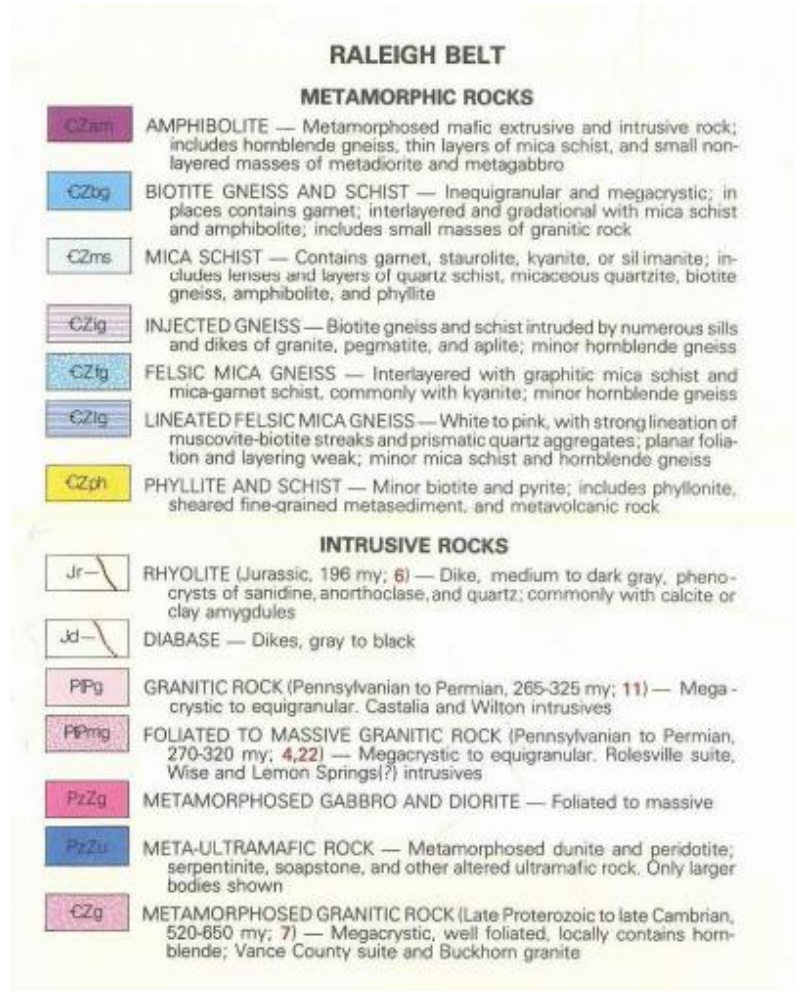 RALEIGH BELT
METAMORPHIC ROCKS
ЄZam AMPHIBOLITE — Metamorphosed mafic extrusive and intrusive rock;
includes hornblende gneiss, thin layers of mica schist, and small non-
layered masses of metadiorite and metagabbro
ЄZbg BIOTITE GNEISS AND SCHIST — Inequigranular and megacrystic; in
places contains garnet; interlayered and gradational with mica schist
and amphibolite; includes small masses of granitic rock
ЄZms MICA SCHIST — Contains garnet, staurolite, kyanite, or sillimanite; in-
cludes lenses and layers of quartz schist, micaceous quartzite, biotite
gneiss, amphibolite, and phyllite
ЄZig INJECTED GNEISS — Biotite gneiss and schist intruded by numerous sills
and dikes of granite, pegmatite, and aplite; minor hornblende gneiss
ЄZfg FELSIC MICA GNEISS — Interlayered with graphitic mica schist and
mica-garnet schist, commonly with kyanite; minor hornblende gneiss
ЄZlg LINEATED FELSIC MICA GNEISS — White to pink, with strong lineation of
muscovite-biotite streaks and prismatic quartz aggregates; planar folia-
tion and layering weak; minor mica schist and hornblende gneiss
ЄZph PHYLLITE AND SCHIST — Minor biotite and pyrite; includes phyllonite,
sheared fine-grained metasediment, and metavolcanic rock
INTRUSIVE ROCKS
Jr RHYOLITE (Jurassic, 196 my; 6) — Dike, medium to dark gray, pheno-
crysts of sanidine, anorthoclase, and quartz; commonly with calcite or
clay amygdules
Jd DIABASE — Dikes, gray to black
PIPg GRANITIC ROCK (Pennsylvanian to Permian, 265-325 my; 11) — Mega-
crystic to equigranular. Castalia and Wilton intrusives
PIPmg FOLIATED TO MASSIVE GRANITIC ROCK (Pennsylvanian to Permian,
270-320 my; 4,22) — Megacrystic to equigranular. Rolesville suite,
Wise and Lemon Springs(?) intrusives
PzZg METAMORPHOSED GABBRO AND DIORITE — Foliated to massive
PzZu META-ULTRAMAFIC ROCK — Metamorphosed dunite and peridotite;
serpentinite, soapstone, and other altered ultramafic rock. Only larger
bodies shown
ЄZg METAMORPHOSED GRANITIC ROCK (Late Proterozoic to late Cambrian,
520-650 my; 7) — Megacrystic, well foliated, locally contains horn-
blende; Vance County suite and Buckhorn granite